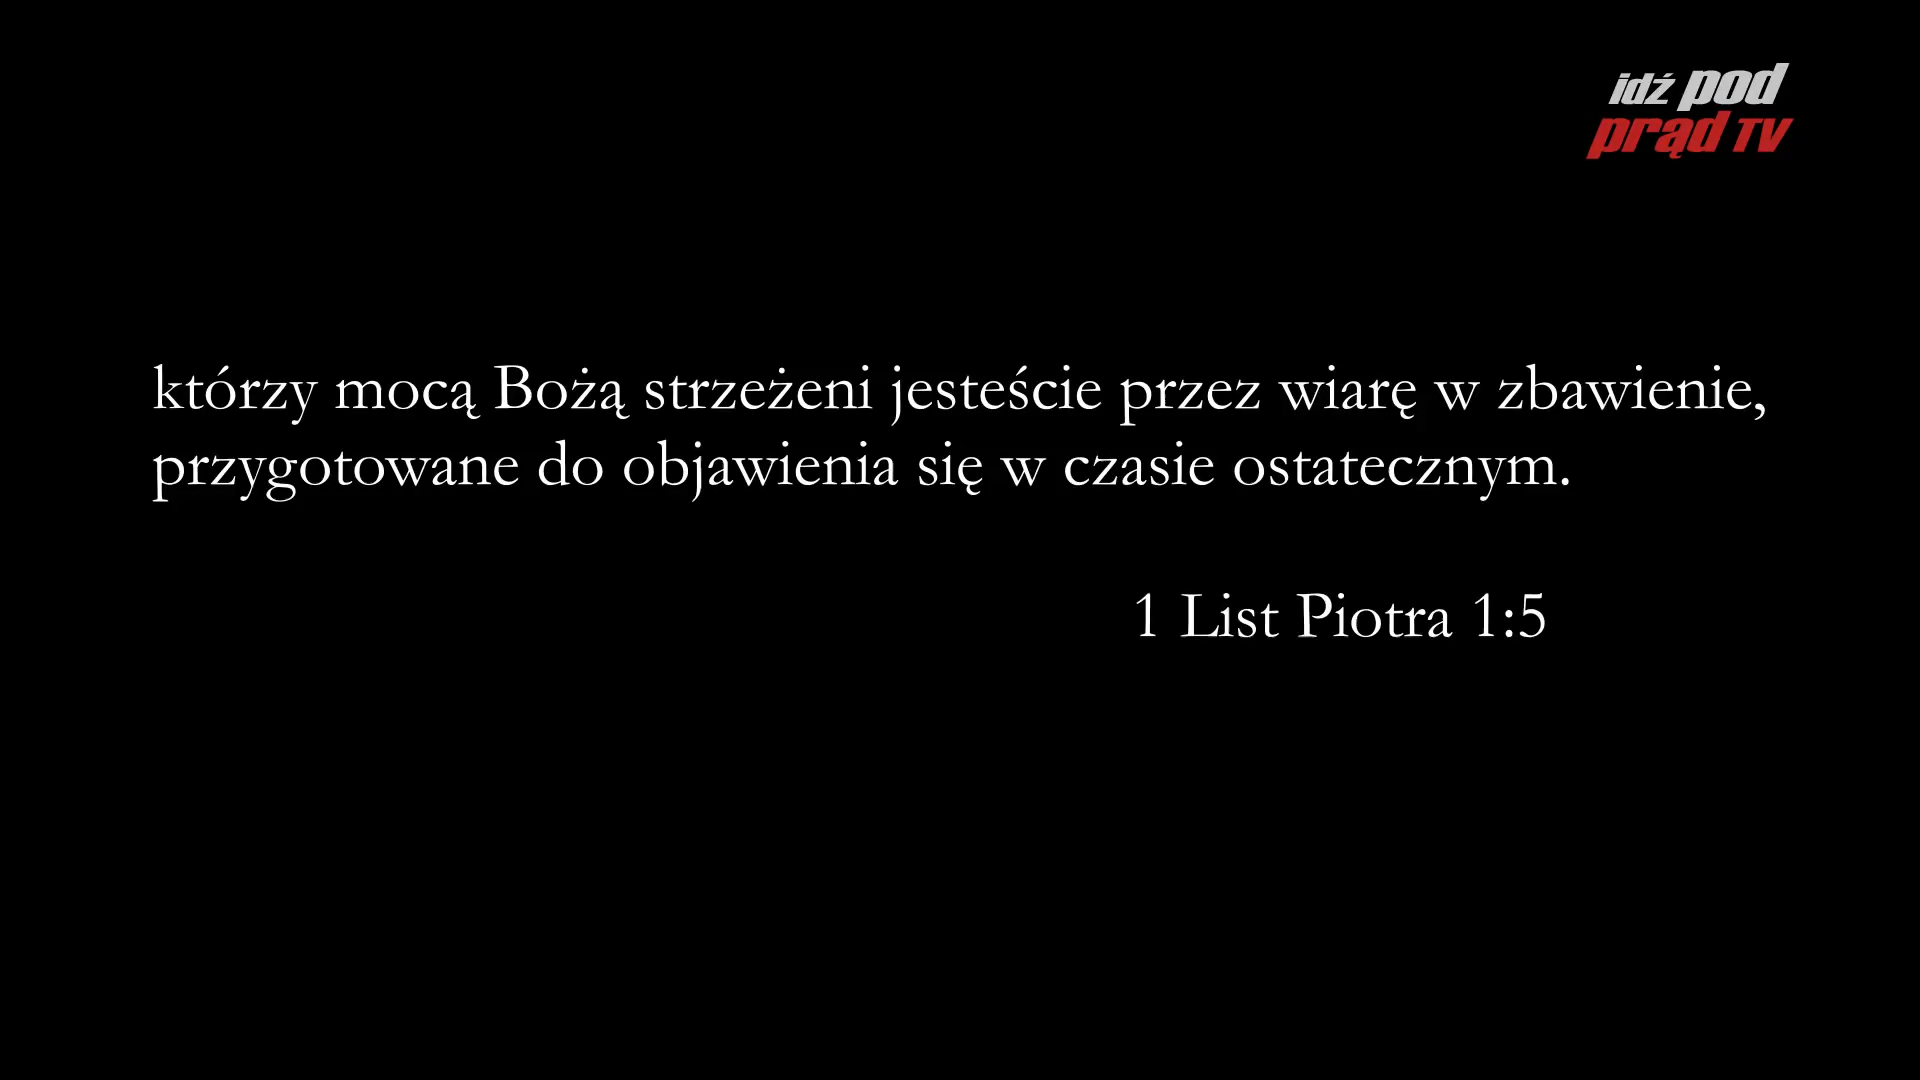 idź pod
prąd TV
którzy mocą Bożą strzeżeni jesteście przez wiarę w zbawienie,
przygotowane do objawienia się w czasie ostatecznym.
1 List Piotra 1:5